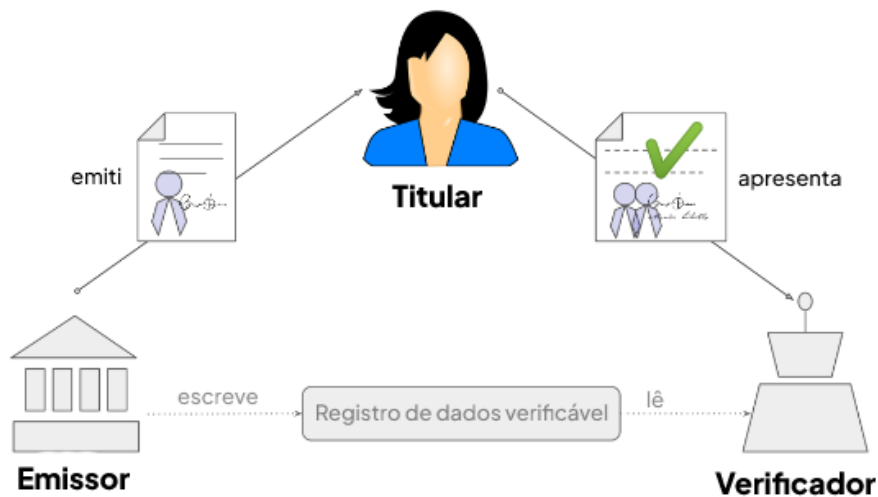 emiti
Titular
apresenta
escreve
Registro de dados verificável
lê
Emissor
Verificador